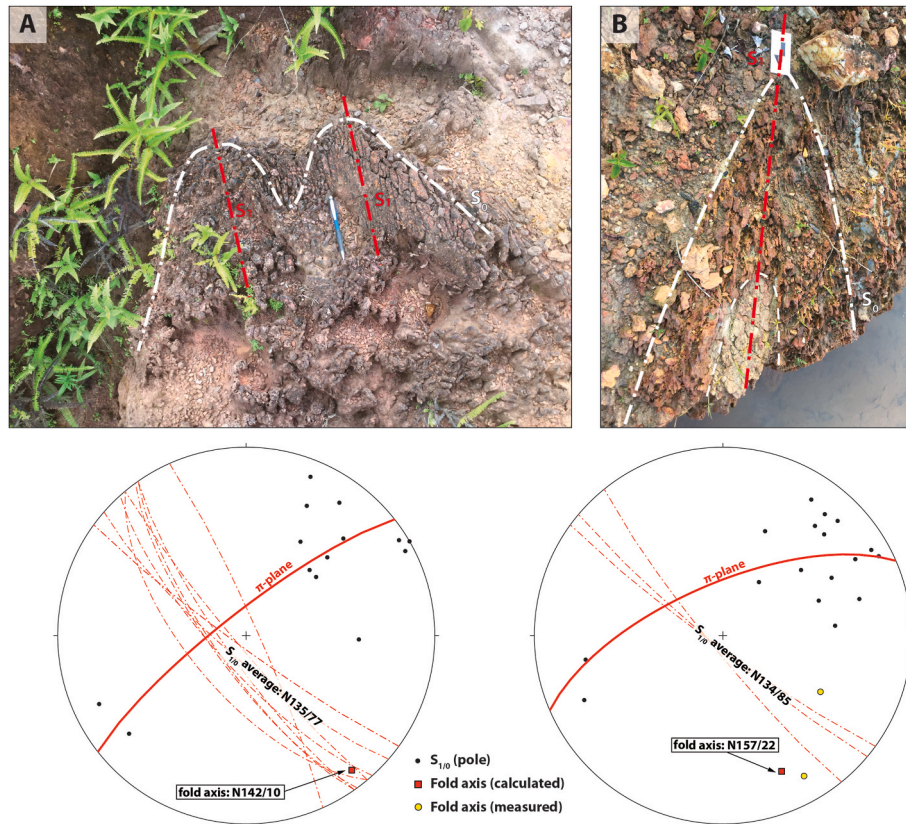 A
B
S₁
S₁
S₀
S₁
S₀
π-plane
S₁/₀ average: N135/77
fold axis: N142/10
π-plane
S₁/₀ average: N134/85
fold axis: N157/22
S₁/₀ (pole)
Fold axis (calculated)
Fold axis (measured)